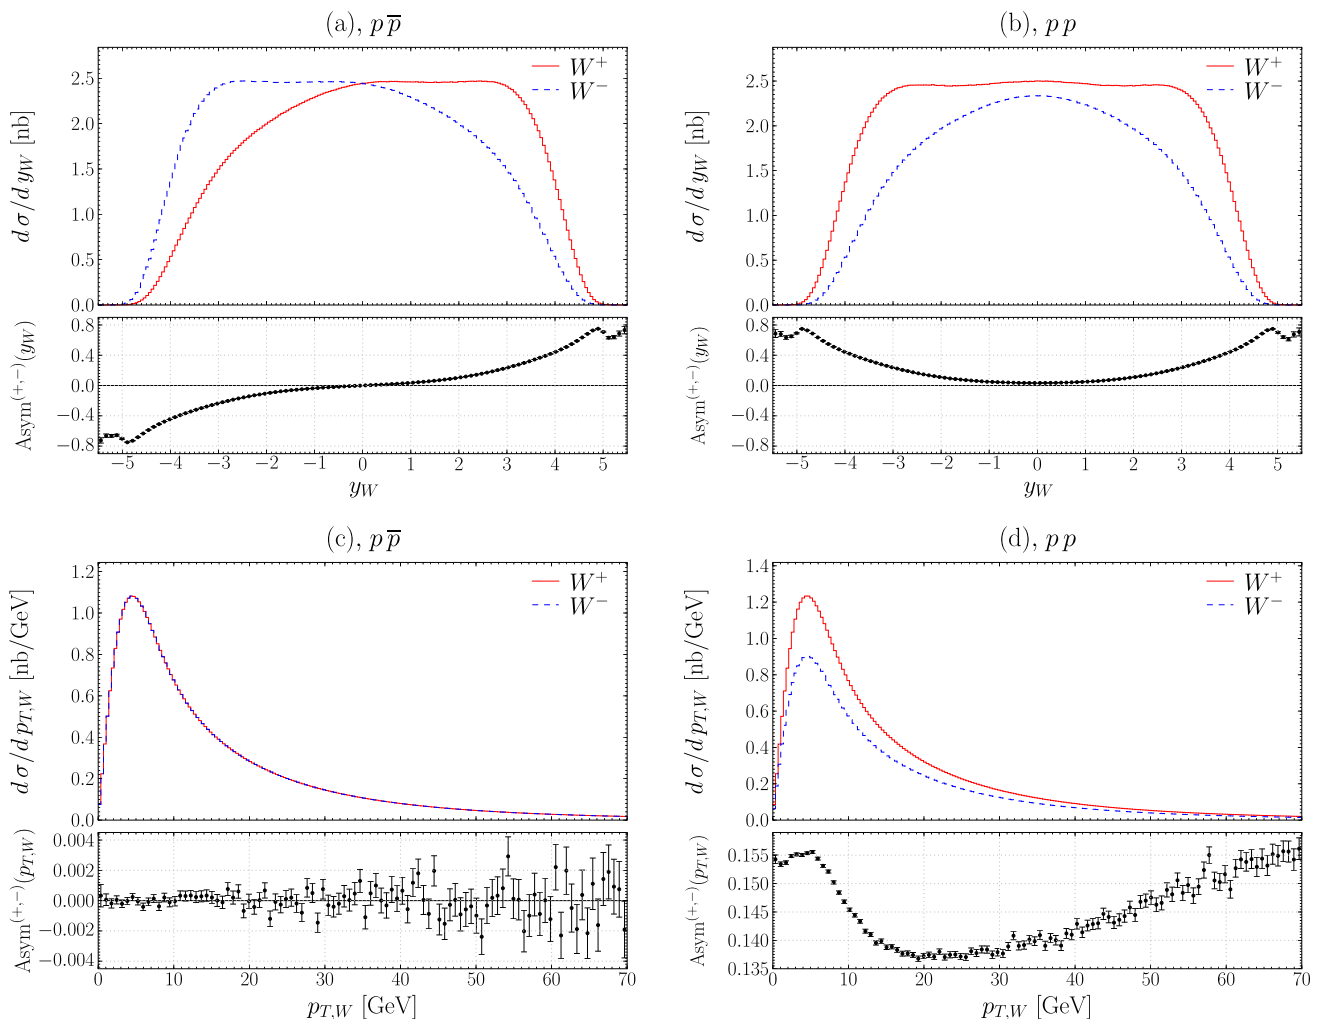 (a), p p̅
W⁺
W⁻
dσ/dy_W [nb]
2.5
2.0
1.5
1.0
0.5
0.0
Asym⁽⁺,⁻⁾(y_W)
0.8
0.4
0.0
−0.4
−0.8
−5 −4 −3 −2 −1 0 1 2 3 4 5
y_W
(b), p p
W⁺
W⁻
dσ/dy_W [nb]
2.5
2.0
1.5
1.0
0.5
0.0
Asym⁽⁺,⁻⁾(y_W)
0.8
0.4
0.0
−0.4
−0.8
−5 −4 −3 −2 −1 0 1 2 3 4 5
y_W
(c), p p̅
W⁺
W⁻
dσ/dp_{T,W} [nb/GeV]
1.2
1.0
0.8
0.6
0.4
0.2
0.0
Asym⁽⁺,⁻⁾(p_{T,W})
0.004
0.002
0.000
−0.002
−0.004
0 10 20 30 40 50 60 70
p_{T,W} [GeV]
(d), p p
W⁺
W⁻
dσ/dp_{T,W} [nb/GeV]
1.4
1.2
1.0
0.8
0.6
0.4
0.2
0.0
Asym⁽⁺,⁻⁾(p_{T,W})
0.155
0.150
0.145
0.140
0.135
0 10 20 30 40 50 60 70
p_{T,W} [GeV]